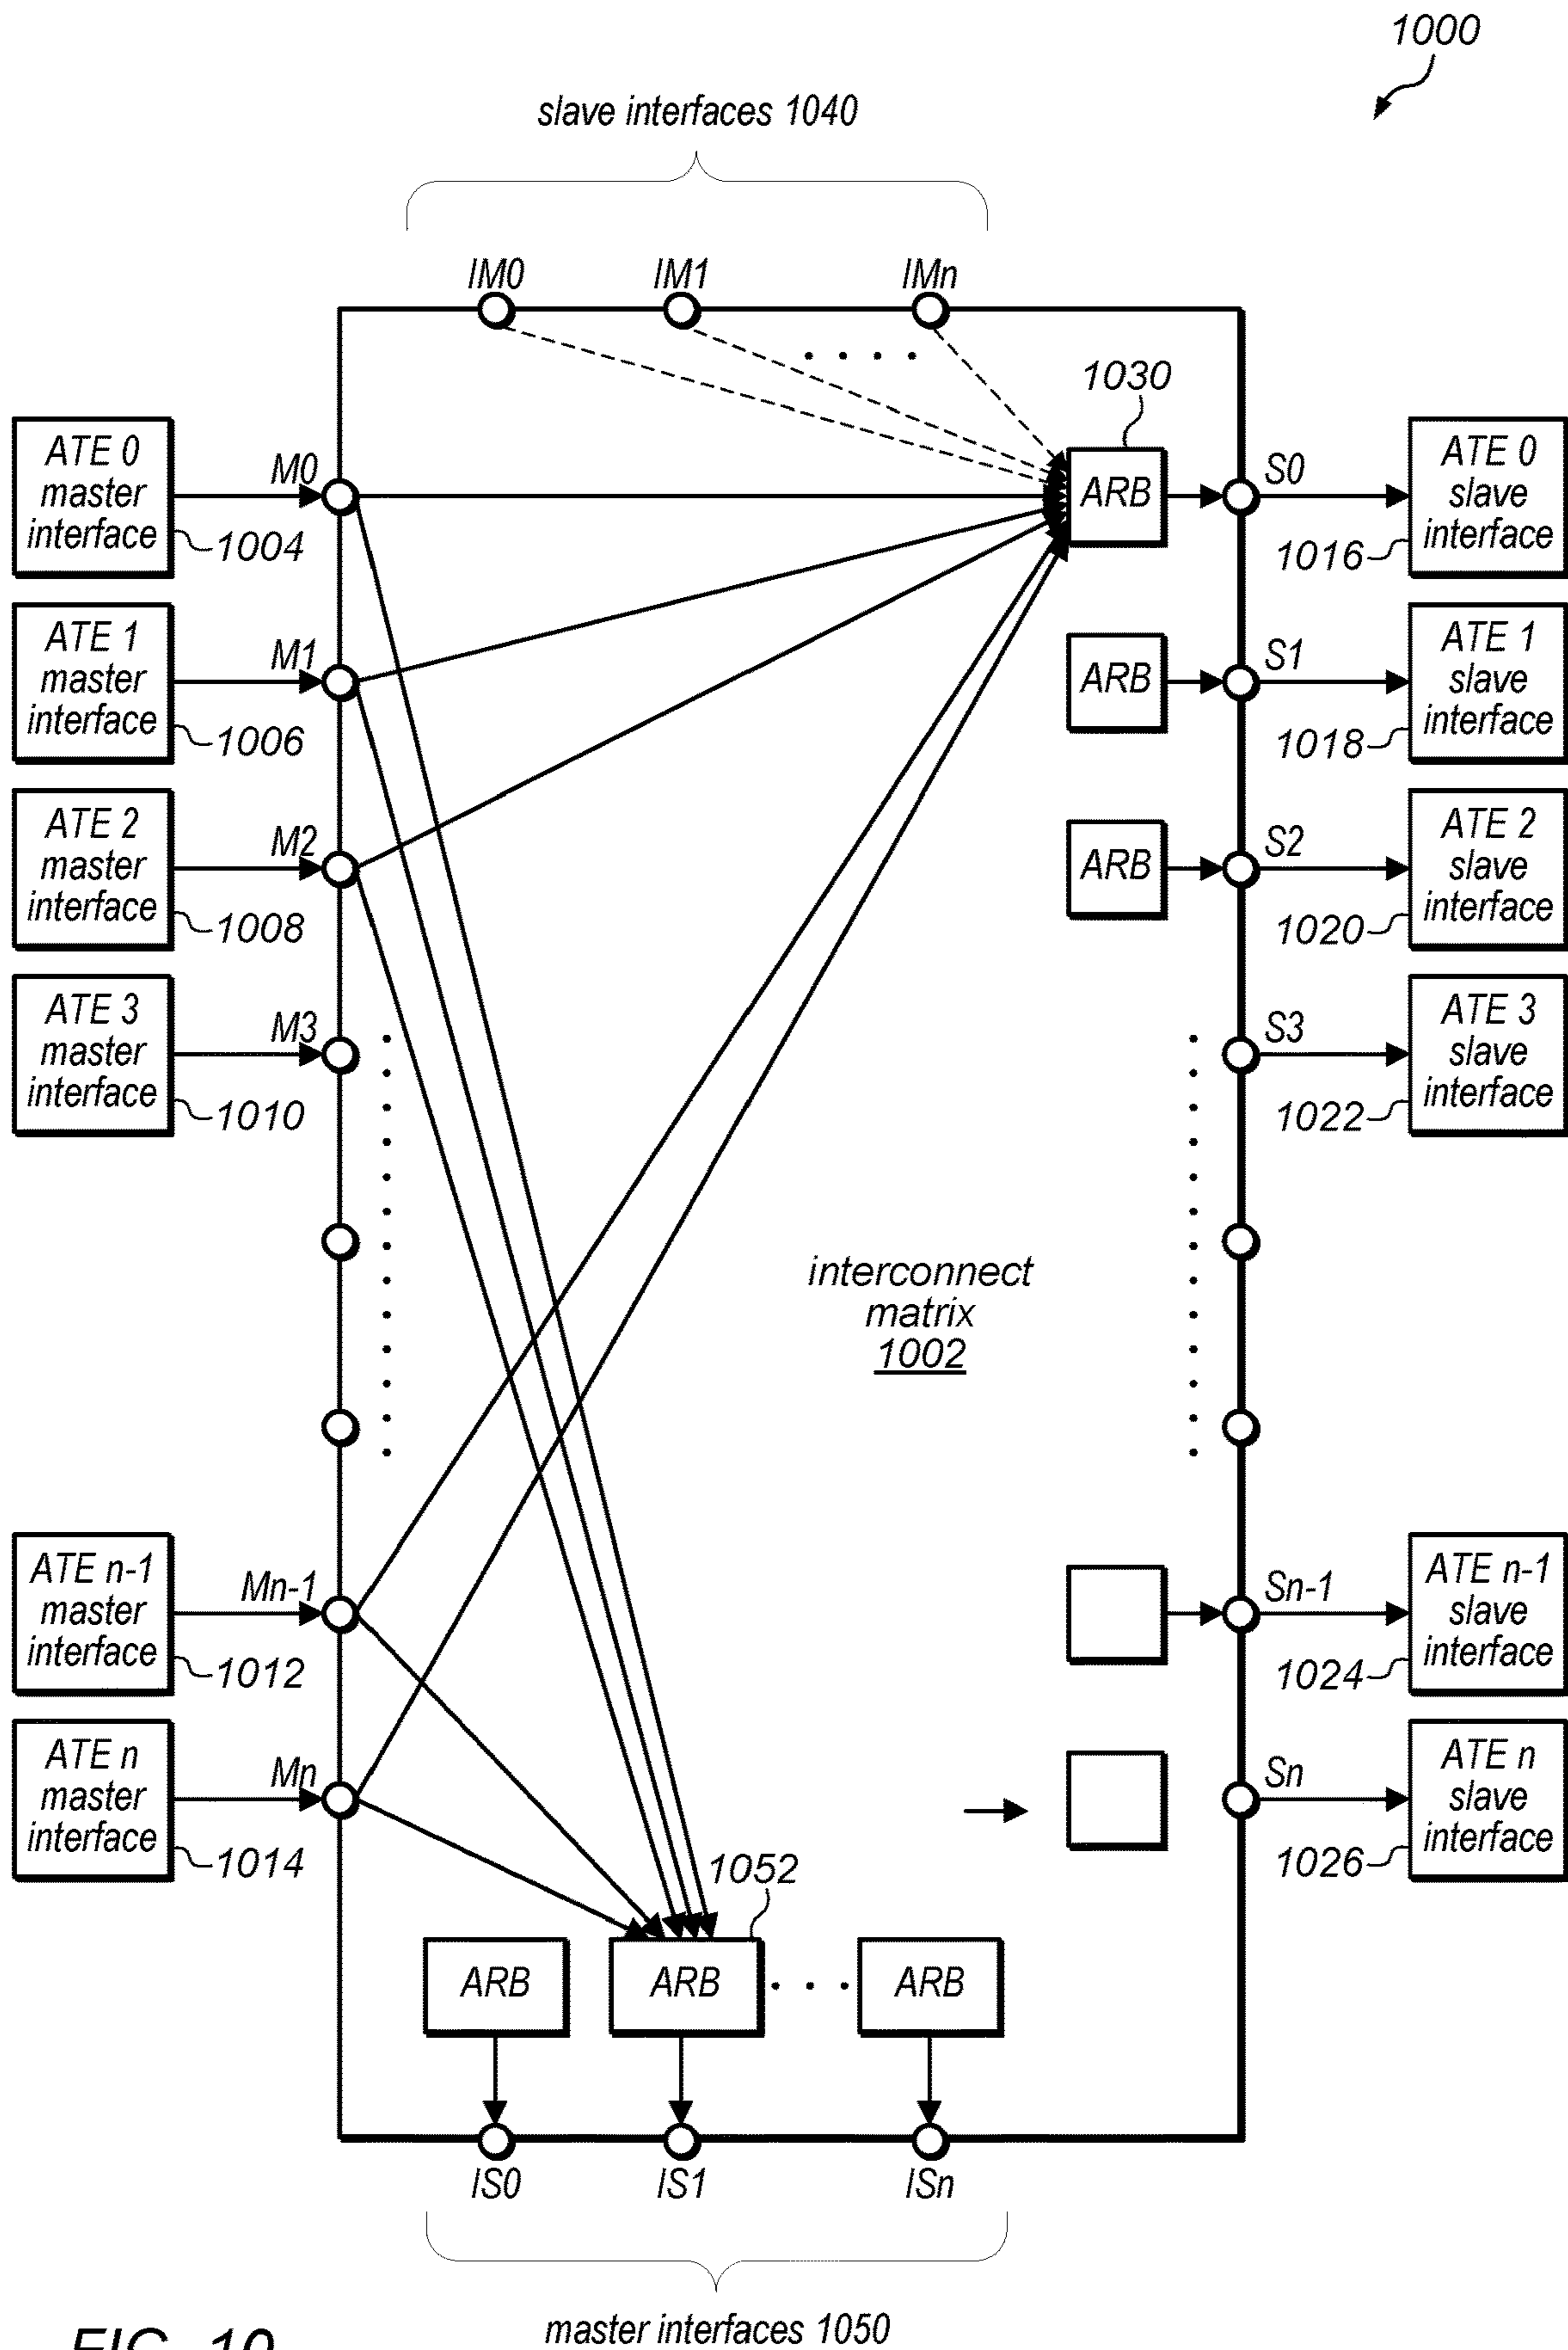 1000
slave interfaces 1040
IM0
IM1
IMn
1030
ATE 0
master
interface
1004
M0
ARB
S0
ATE 0
slave
interface
1016
ATE 1
master
interface
1006
M1
ARB
S1
ATE 1
slave
interface
1018
ATE 2
master
interface
1008
M2
ARB
S2
ATE 2
slave
interface
1020
ATE 3
master
interface
1010
M3
S3
ATE 3
slave
interface
1022
interconnect
matrix
1002
ATE n-1
master
interface
1012
Mn-1
Sn-1
ATE n-1
slave
interface
1024
ATE n
master
interface
1014
Mn
Sn
ATE n
slave
interface
1026
1052
ARB
ARB
ARB
IS0
IS1
ISn
master interfaces 1050
FIG. 10